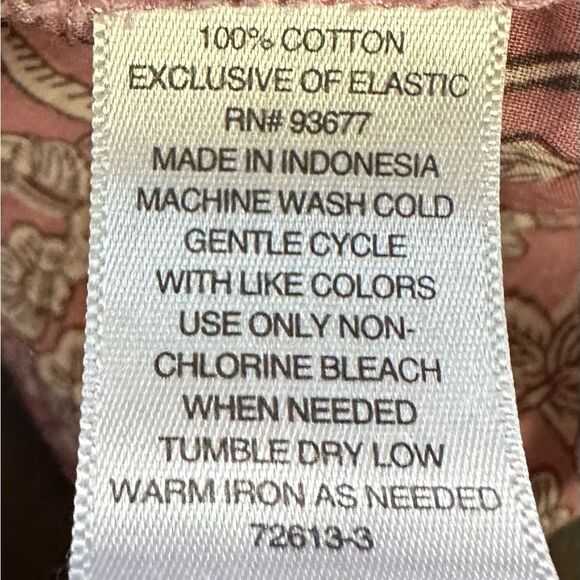 100% COTTON
EXCLUSIVE OF ELASTIC
RN# 93677
MADE IN INDONESIA
MACHINE WASH COLD
GENTLE CYCLE
WITH LIKE COLORS
USE ONLY NON-
CHLORINE BLEACH
WHEN NEEDED
TUMBLE DRY LOW
WARM IRON AS NEEDED
72613-3